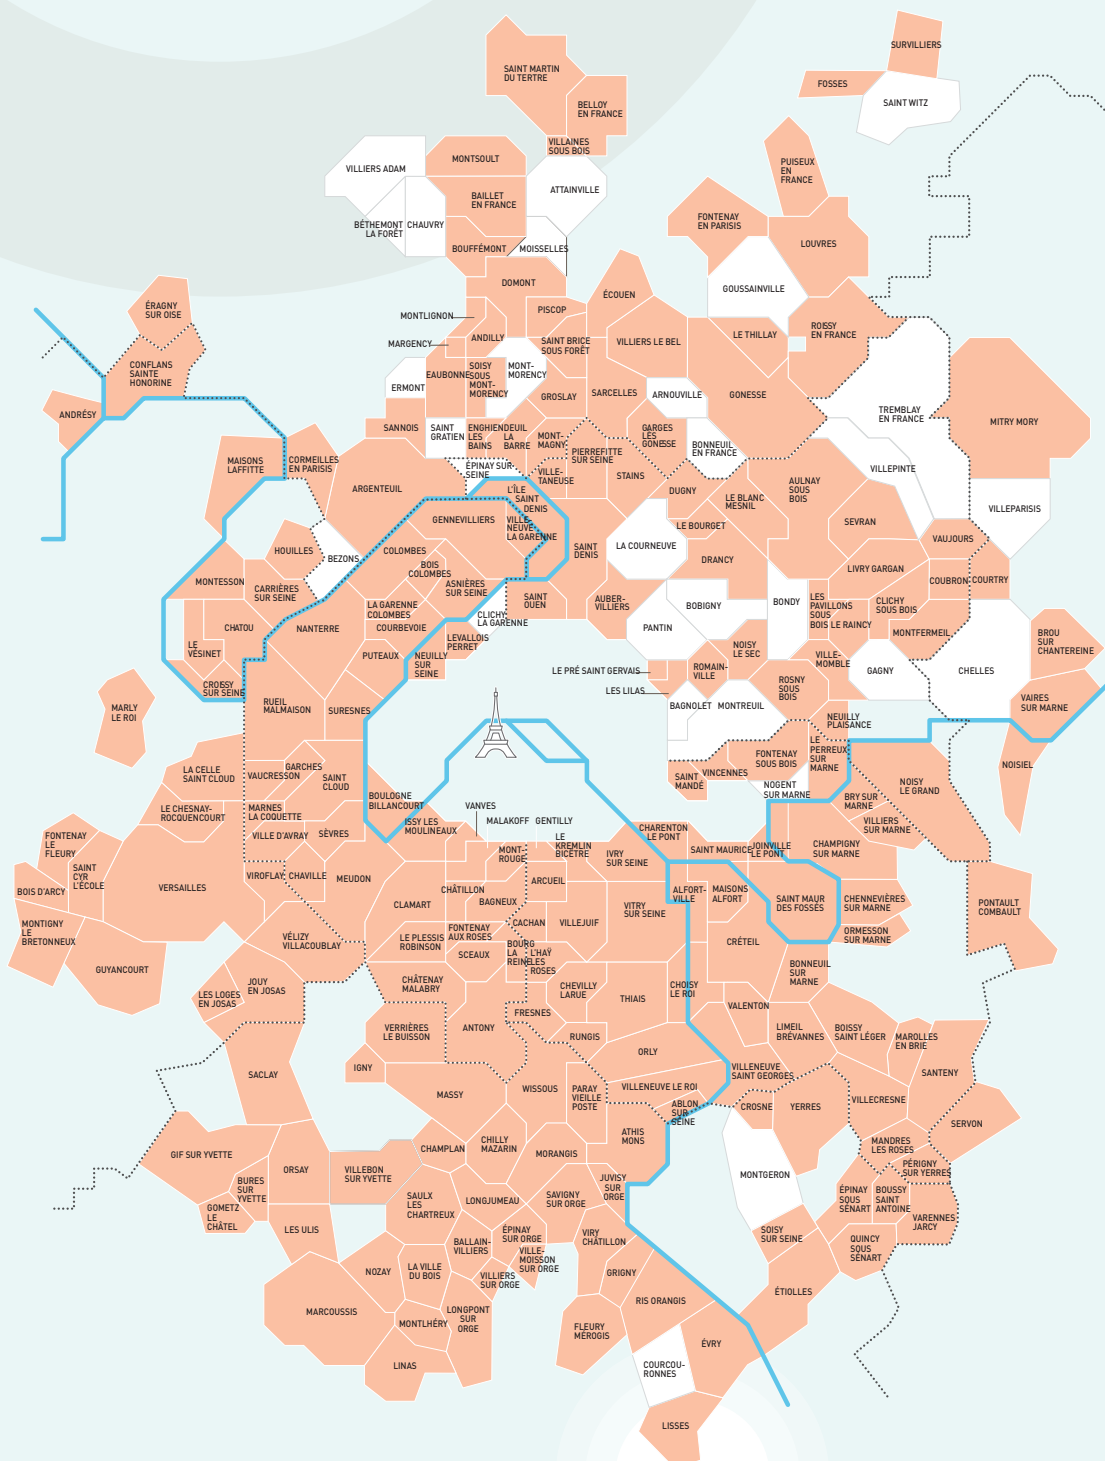 SURVILLIERS
SAINT MARTIN
DU TERTRE
FOSSES
SAINT WITZ
BELLOY
EN FRANCE
VILLAINES
SOUS BOIS
MONTSOULT
VILLIERS ADAM
PUISEUX
EN
FRANCE
ATTAINVILLE
BAILLET
EN FRANCE
BÉTHEMONT
LA FORÊT
CHAUVRY
FONTENAY
EN PARISIS
LOUVRES
BOUFFÉMONT
MOISSELLES
DOMONT
GOUSSAINVILLE
ÉCOUEN
ÉRAGNY
SUR OISE
PISCOP
MONTLIGNON
ROISSY
EN FRANCE
LE THILLAY
ANDILLY
MARGENCY
SAINT BRICE
SOUS FORÊT
VILLIERS LE BEL
CONFLANS
SAINTE
HONORINE
EAUBONNE
SOISY
SOUS
MONT-
MORENCY
MONT-
MORENCY
ERMONT
SARCELLES
ARNOUVILLE
GONESSE
GROSLAY
ANDRÉSY
TREMBLAY
EN FRANCE
MITRY MORY
SANNOIS
SAINT
GRATIEN
ENGHIEN
LES
BAINS
DEUIL
LA
BARRE
MONT-
MAGNY
GARGES
LÈS
GONESSE
BONNEUIL
EN FRANCE
PIERREFITTE
SUR SEINE
MAISONS
LAFFITTE
CORMEILLES
EN PARISIS
ÉPINAY SUR
SEINE
VILLE-
TANEUSE
STAINS
VILLEPINTE
ARGENTEUIL
L'ÎLE
SAINT
DENIS
DUGNY
LE BLANC
MESNIL
AULNAY
SOUS
BOIS
VILLEPARISIS
GENNEVILLIERS
VILLE-
NEUVE
LA GARENNE
LE BOURGET
SEVRAN
VAUJOURS
HOUILLES
BEZONS
COLOMBES
SAINT
DENIS
LA COURNEUVE
DRANCY
BOIS
COLOMBES
LIVRY GARGAN
MONTESSON
CARRIÈRES
SUR SEINE
ASNIÈRES
SUR SEINE
COUBRON
COURTRY
SAINT
OUEN
AUBER-
VILLIERS
BOBIGNY
BONDY
LES
PAVILLONS
SOUS
BOIS
CLICHY
SOUS BOIS
LA GARENNE
COLOMBES
CLICHY
LA GARENNE
CHATOU
NANTERRE
COURBEVOIE
PANTIN
LE RAINCY
MONTFERMEIL
BROU
SUR
CHANTEREINE
LE
VÉSINET
LEVALLOIS
PERRET
NOISY
LE SEC
PUTEAUX
NEUILLY
SUR
SEINE
VILLE-
MOMBLE
GAGNY
CHELLES
LE PRÉ SAINT GERVAIS
ROMAIN-
VILLE
CROISSY
SUR SEINE
ROSNY
SOUS
BOIS
LES LILAS
VAIRES
SUR MARNE
MARLY
LE ROI
RUEIL
MALMAISON
SURESNES
BAGNOLET
MONTREUIL
NEUILLY
PLAISANCE
LE
PERREUX
SUR
MARNE
FONTENAY
SOUS BOIS
NOISIEL
LA CELLE
SAINT CLOUD
VAUCRESSON
GARCHES
SAINT
CLOUD
SAINT
MANDÉ
VINCENNES
NOISY
LE GRAND
NOGENT
SUR MARNE
BOULOGNE
BILLANCOURT
BRY SUR
MARNE
LE CHESNAY-
ROCQUENCOURT
MARNES
LA COQUETTE
VANVES
MALAKOFF
GENTILLY
VILLIERS
SUR MARNE
ISSY LES
MOULINEAUX
VILLE D'AVRAY
SÈVRES
CHARENTON
LE PONT
FONTENAY
LE
FLEURY
LE
KREMLIN
BICÊTRE
IVRY
SUR SEINE
SAINT MAURICE
JOINVILLE
LE PONT
CHAMPIGNY
SUR MARNE
MONT-
ROUGE
SAINT
CYR
L'ÉCOLE
VIROFLAY
CHAVILLE
MEUDON
ARCUEIL
BOIS D'ARCY
VERSAILLES
CHÂTILLON
ALFORT-
VILLE
MAISONS
ALFORT
SAINT MAUR
DES FOSSÉS
CHENNEVIÈRES
SUR MARNE
PONTAULT
COMBAULT
CLAMART
BAGNEUX
VITRY
SUR SEINE
MONTIGNY
LE
BRETONNEUX
CACHAN
VILLEJUIF
FONTENAY
AUX ROSES
ORMESSON
SUR MARNE
VÉLIZY
VILLACOUBLAY
LE PLESSIS
ROBINSON
BOURG
LA
REINE
L'HAŸ
LES
ROSES
CRÉTEIL
SCEAUX
GUYANCOURT
BONNEUIL
SUR
MARNE
CHÂTENAY
MALABRY
JOUY
EN JOSAS
CHEVILLY
LARUE
CHOISY
LE ROI
LES LOGES
EN JOSAS
THIAIS
VALENTON
FRESNES
VERRIÈRES
LE BUISSON
ANTONY
LIMEIL
BRÉVANNES
BOISSY
SAINT LÉGER
RUNGIS
MAROLLES
EN BRIE
ORLY
IGNY
SACLAY
VILLENEUVE
SAINT GEORGES
SANTENY
VILLENEUVE LE ROI
WISSOUS
PARAY
VIEILLE
POSTE
MASSY
VILLECRESNE
ABLON
SUR
SEINE
CROSNE
YERRES
SERVON
ATHIS
MONS
CHILLY
MAZARIN
MANDRES
LES ROSES
CHAMPLAN
GIF SUR YVETTE
MORANGIS
PÉRIGNY
SUR YERRES
ORSAY
VILLEBON
SUR YVETTE
MONTGERON
BURES
SUR
YVETTE
JUVISY
SUR
ORGE
ÉPINAY
SOUS
SÉNART
BOUSSY
SAINT
ANTOINE
SAULX
LES
CHARTREUX
LONGJUMEAU
SAVIGNY
SUR ORGE
GOMETZ
LE
CHÂTEL
VARENNES
JARCY
LES ULIS
ÉPINAY
SUR ORGE
VIRY
CHÂTILLON
SOISY
SUR SEINE
QUINCY
SOUS
SÉNART
BALLAIN-
VILLIERS
VILLE-
MOISSON
SUR ORGE
NOZAY
LA VILLE
DU BOIS
VILLIERS
SUR ORGE
GRIGNY
ÉTIOLLES
RIS ORANGIS
MARCOUSSIS
LONGPONT
SUR
ORGE
MONTLHÉRY
FLEURY
MÉROGIS
ÉVRY
LINAS
COURCOU-
RONNES
LISSES